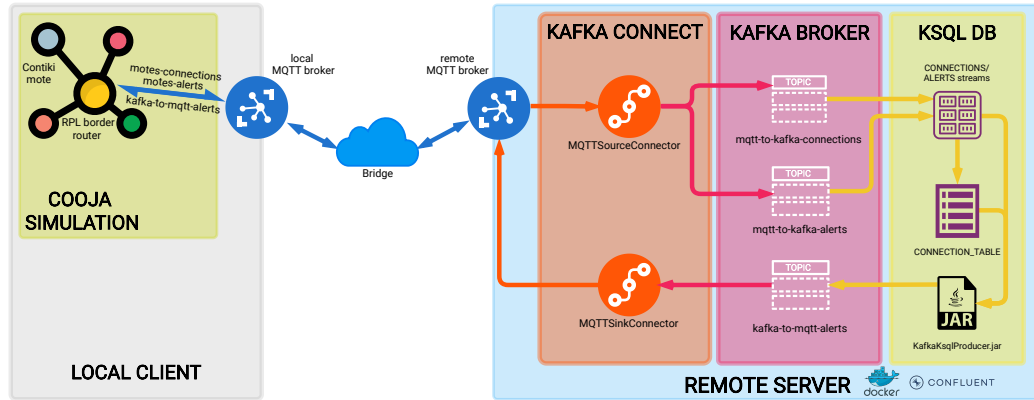 Contiki
mote
motes-connections
motes-alerts
kafka-to-mqtt-alerts
RPL border
router
COOJA
SIMULATION
LOCAL CLIENT
local
MQTT broker
Bridge
remote
MQTT broker
KAFKA CONNECT
MQTTSourceConnector
MQTTSinkConnector
KAFKA BROKER
TOPIC
mqtt-to-kafka-connections
TOPIC
mqtt-to-kafka-alerts
TOPIC
kafka-to-mqtt-alerts
KSQL DB
CONNECTIONS/
ALERTS streams
CONNECTION_TABLE
Java
JAR
KafkaKsqlProducer.jar
REMOTE SERVER
docker
CONFLUENT